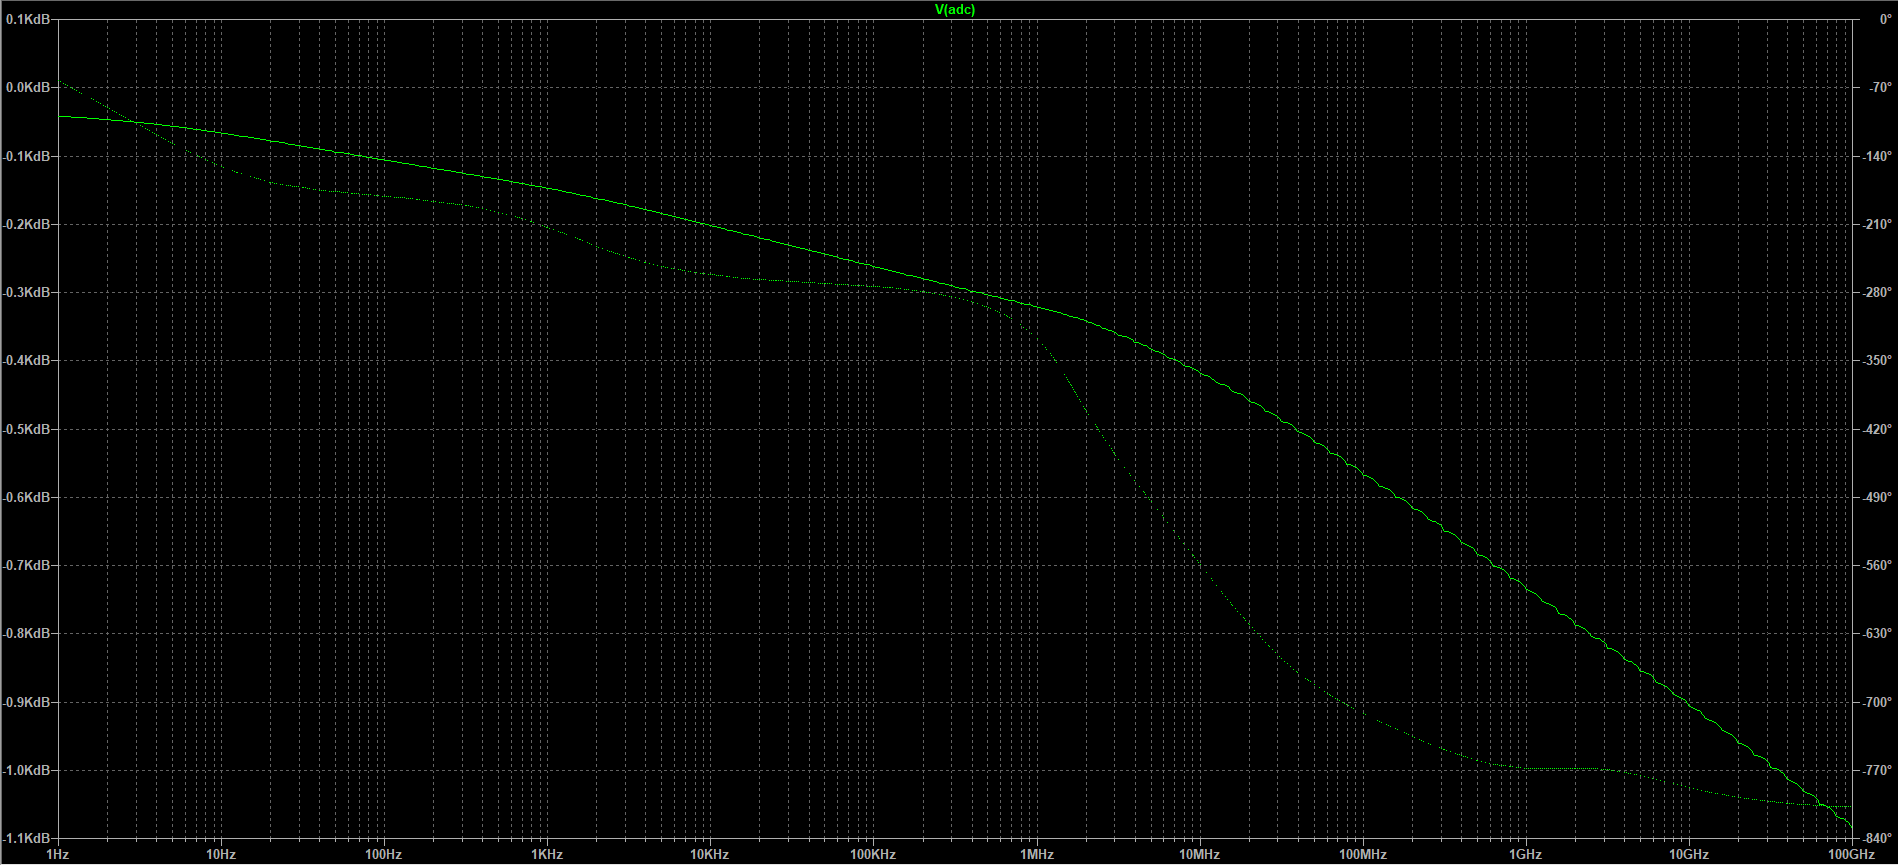 V(adc)
0.1KdB
0°
0.0KdB
-70°
-0.1KdB
-140°
-0.2KdB
-210°
-0.3KdB
-280°
-0.4KdB
-350°
-0.5KdB
-420°
-0.6KdB
-490°
-0.7KdB
-560°
-0.8KdB
-630°
-0.9KdB
-700°
-1.0KdB
-770°
-1.1KdB
-840°
1Hz 10Hz 100Hz 1KHz 10KHz 100KHz 1MHz 10MHz 100MHz 1GHz 10GHz 100GHz